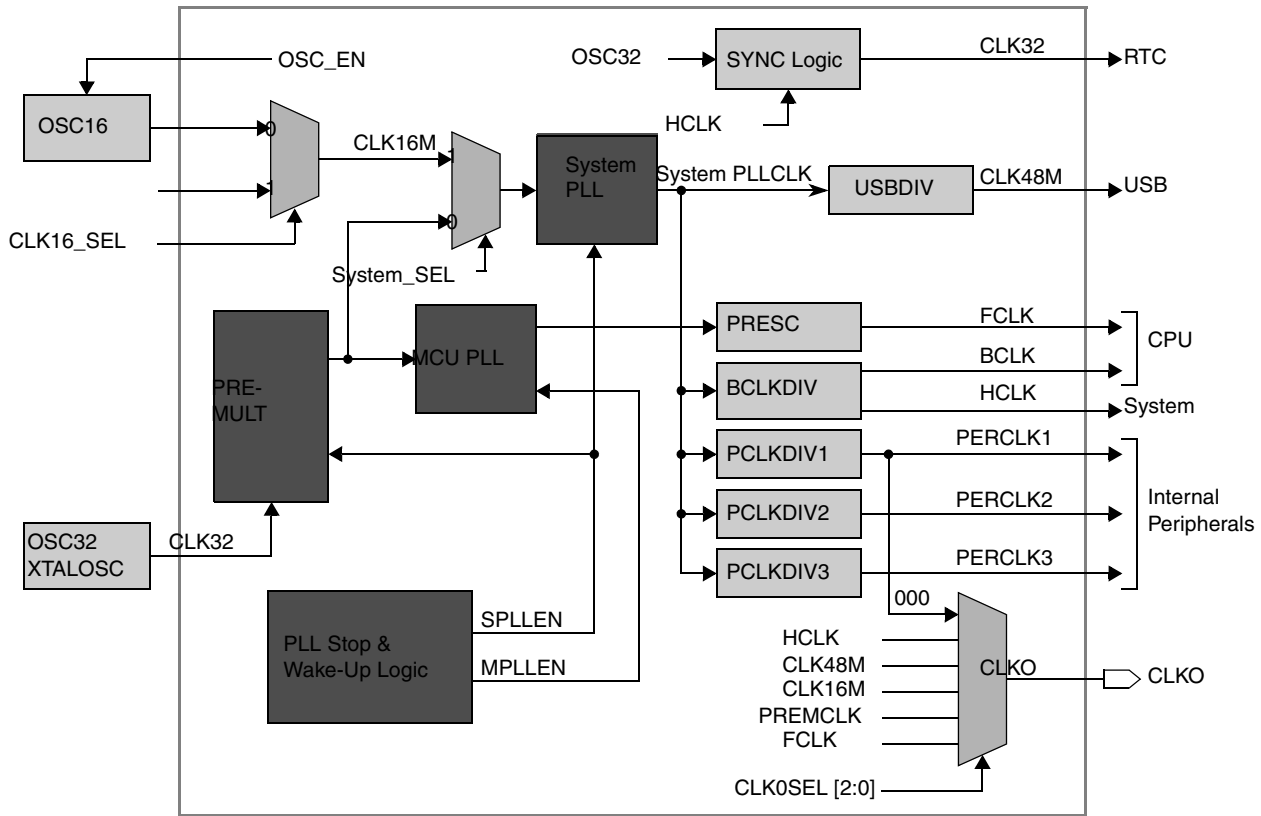 OSC_EN
OSC32
SYNC Logic
CLK32
RTC
OSC16
0
CLK16M
HCLK
1
1
System
PLL
System PLLCLK
USBDIV
CLK48M
USB
0
CLK16_SEL
System_SEL
PRE-
MULT
MCU PLL
PRESC
FCLK
BCLK
CPU
BCLKDIV
HCLK
System
PCLKDIV1
PERCLK1
PCLKDIV2
PERCLK2
Internal
Peripherals
PCLKDIV3
PERCLK3
OSC32
XTALOSC
CLK32
000
PLL Stop &
Wake-Up Logic
SPLLEN
MPLLEN
HCLK
CLK48M
CLK16M
PREMCLK
FCLK
CLKO
CLKO
CLK0SEL [2:0]